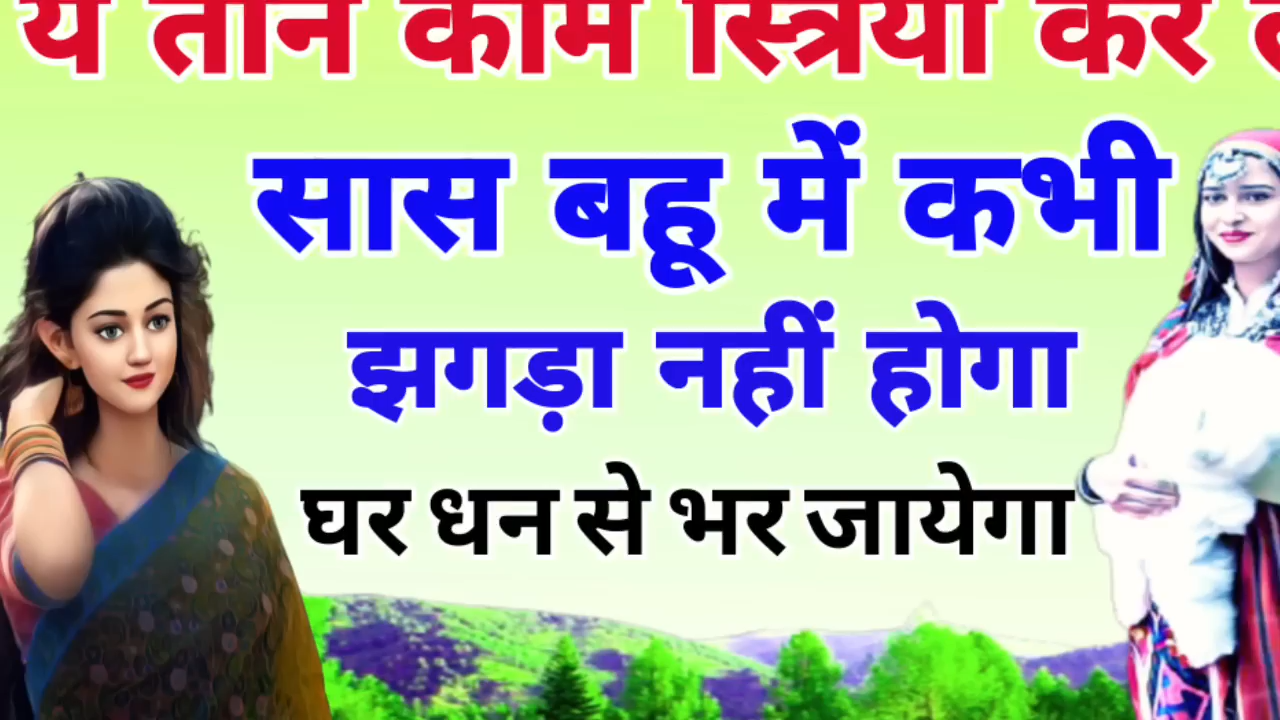 ये तीन काम स्त्रियां कर
सास बहू में कभी
झगड़ा नहीं होगा
घर धन से भर जायेगा